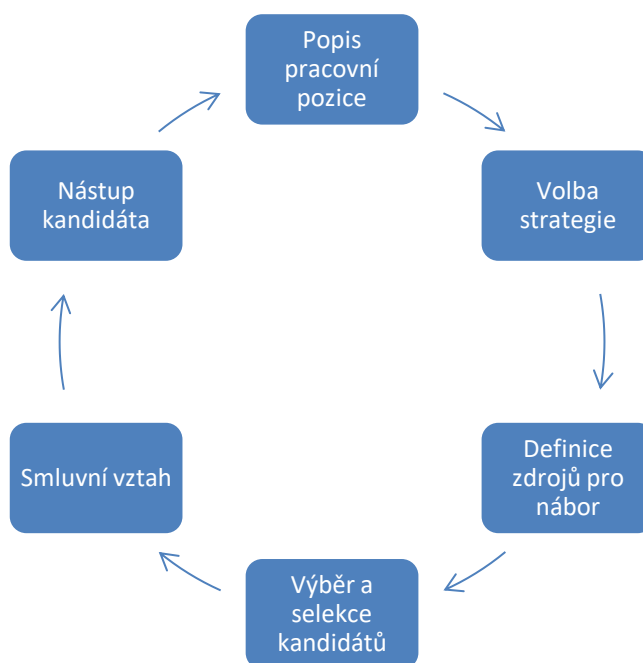 Popis
pracovní
pozice
Volba
strategie
Definice
zdrojů pro
nábor
Výběr a
selekce
kandidátů
Smluvní vztah
Nástup
kandidáta